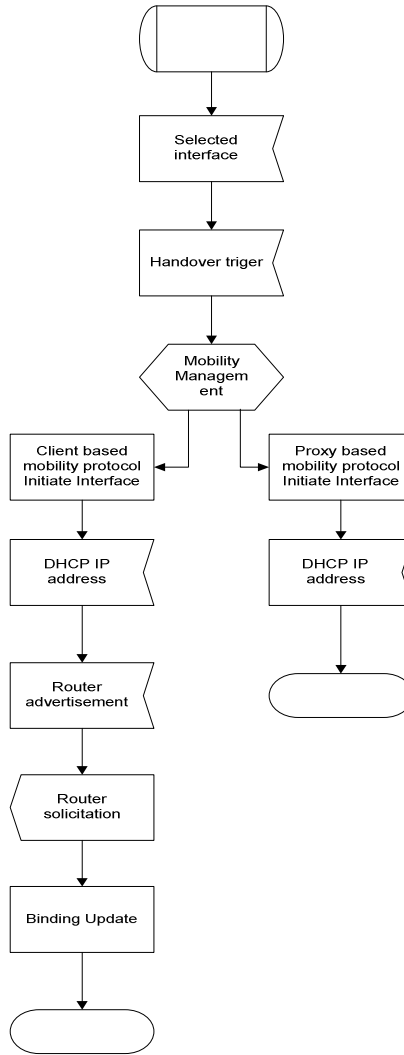 Selected
interface
Handover triger
Mobility
Managem
ent
Client based
mobility protocol
Initiate Interface
Proxy based
mobility protocol
Initiate Interface
DHCP IP
address
DHCP IP
address
Router
advertisement
Router
solicitation
Binding Update